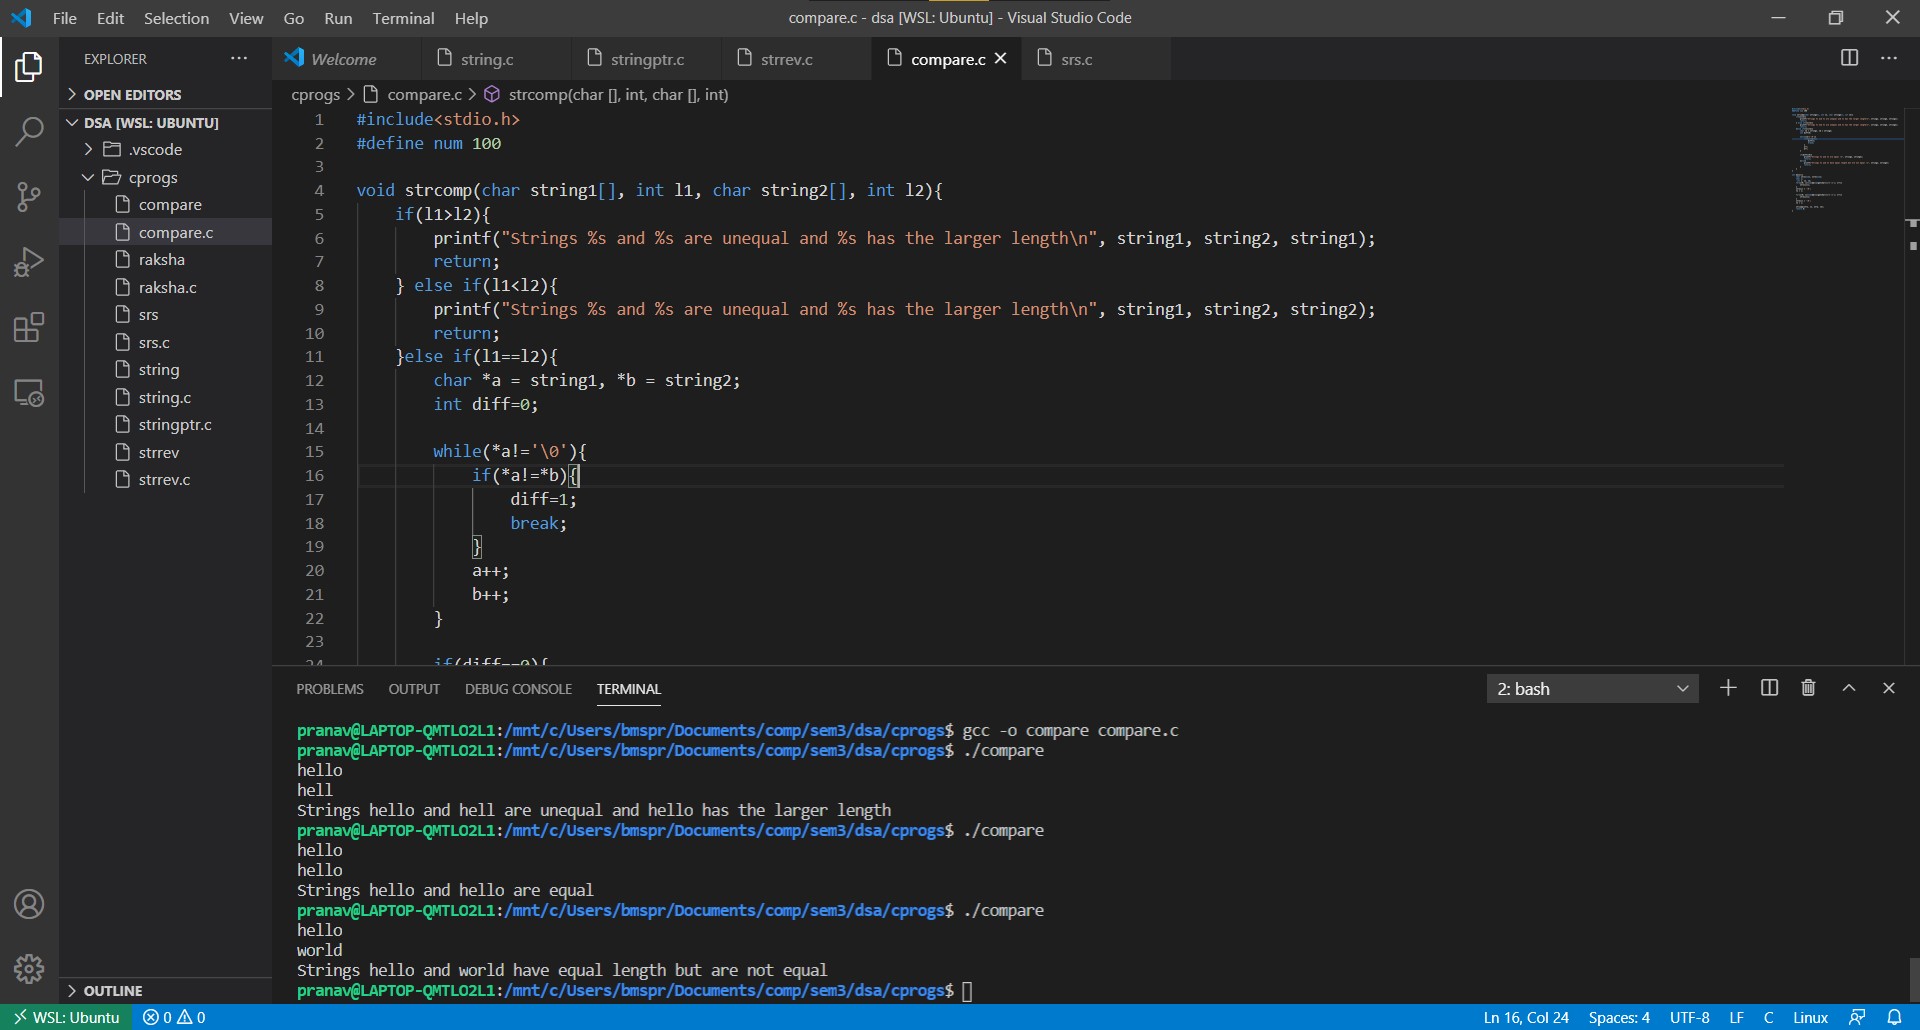 File Edit Selection View Go Run Terminal Help
compare.c - dsa [WSL: Ubuntu] - Visual Studio Code
EXPLORER
OPEN EDITORS
DSA [WSL: UBUNTU]
.vscode
cprogs
compare
compare.c
raksha
raksha.c
srs
srs.c
string
string.c
stringptr.c
strrev
strrev.c
OUTLINE
Welcome string.c stringptr.c strrev.c compare.c srs.c
cprogs > compare.c > strcomp(char [], int, char [], int)
1 #include<stdio.h>
2 #define num 100
3
4 void strcomp(char string1[], int l1, char string2[], int l2){
5 if(l1>l2){
6 printf("Strings %s and %s are unequal and %s has the larger length\n", string1, string2, string1);
7 return;
8 } else if(l1<l2){
9 printf("Strings %s and %s are unequal and %s has the larger length\n", string1, string2, string2);
10 return;
11 }else if(l1==l2){
12 char *a = string1, *b = string2;
13 int diff=0;
14
15 while(*a!='\0'){
16 if(*a!=*b){
17 diff=1;
18 break;
19 }
20 a++;
21 b++;
22 }
23
24 if(diff==0){
PROBLEMS OUTPUT DEBUG CONSOLE TERMINAL
2: bash
pranav@LAPTOP-QMTLO2L1:/mnt/c/Users/bmspr/Documents/comp/sem3/dsa/cprogs$ gcc -o compare compare.c
pranav@LAPTOP-QMTLO2L1:/mnt/c/Users/bmspr/Documents/comp/sem3/dsa/cprogs$ ./compare
hello
hell
Strings hello and hell are unequal and hello has the larger length
pranav@LAPTOP-QMTLO2L1:/mnt/c/Users/bmspr/Documents/comp/sem3/dsa/cprogs$ ./compare
hello
hello
Strings hello and hello are equal
pranav@LAPTOP-QMTLO2L1:/mnt/c/Users/bmspr/Documents/comp/sem3/dsa/cprogs$ ./compare
hello
world
Strings hello and world have equal length but are not equal
pranav@LAPTOP-QMTLO2L1:/mnt/c/Users/bmspr/Documents/comp/sem3/dsa/cprogs$
WSL: Ubuntu 0 0 Ln 16, Col 24 Spaces: 4 UTF-8 LF C Linux